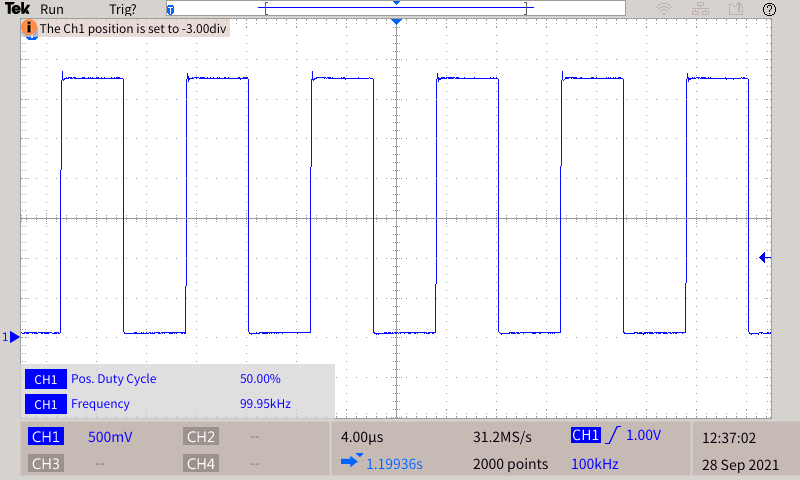 Tek Run Trig?
The Ch1 position is set to -3.00div
1
CH1 Pos. Duty Cycle 50.00%
CH1 Frequency 99.95kHz
CH1 500mV CH2 -- 4.00µs 31.2MS/s CH1 1.00V 12:37:02
CH3 -- CH4 -- 1.19936s 2000 points 100kHz 28 Sep 2021